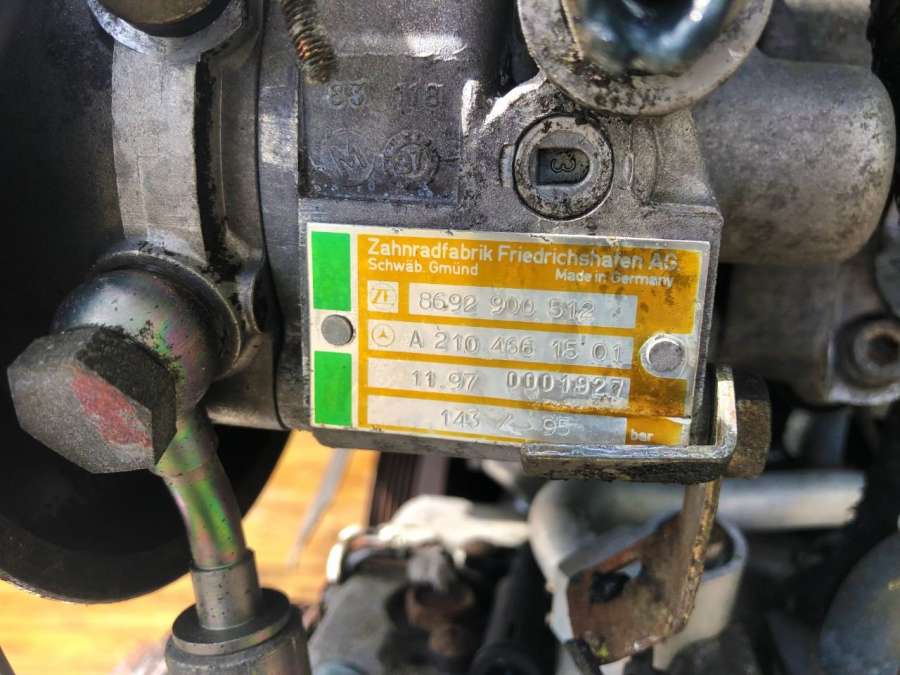 83 118
3
Zahnradfabrik Friedrichshafen AG
Schwäb. Gmünd Made in Germany
ZF 8692 900 512
A 210 466 15 01
11.97 0001927
143 95 bar